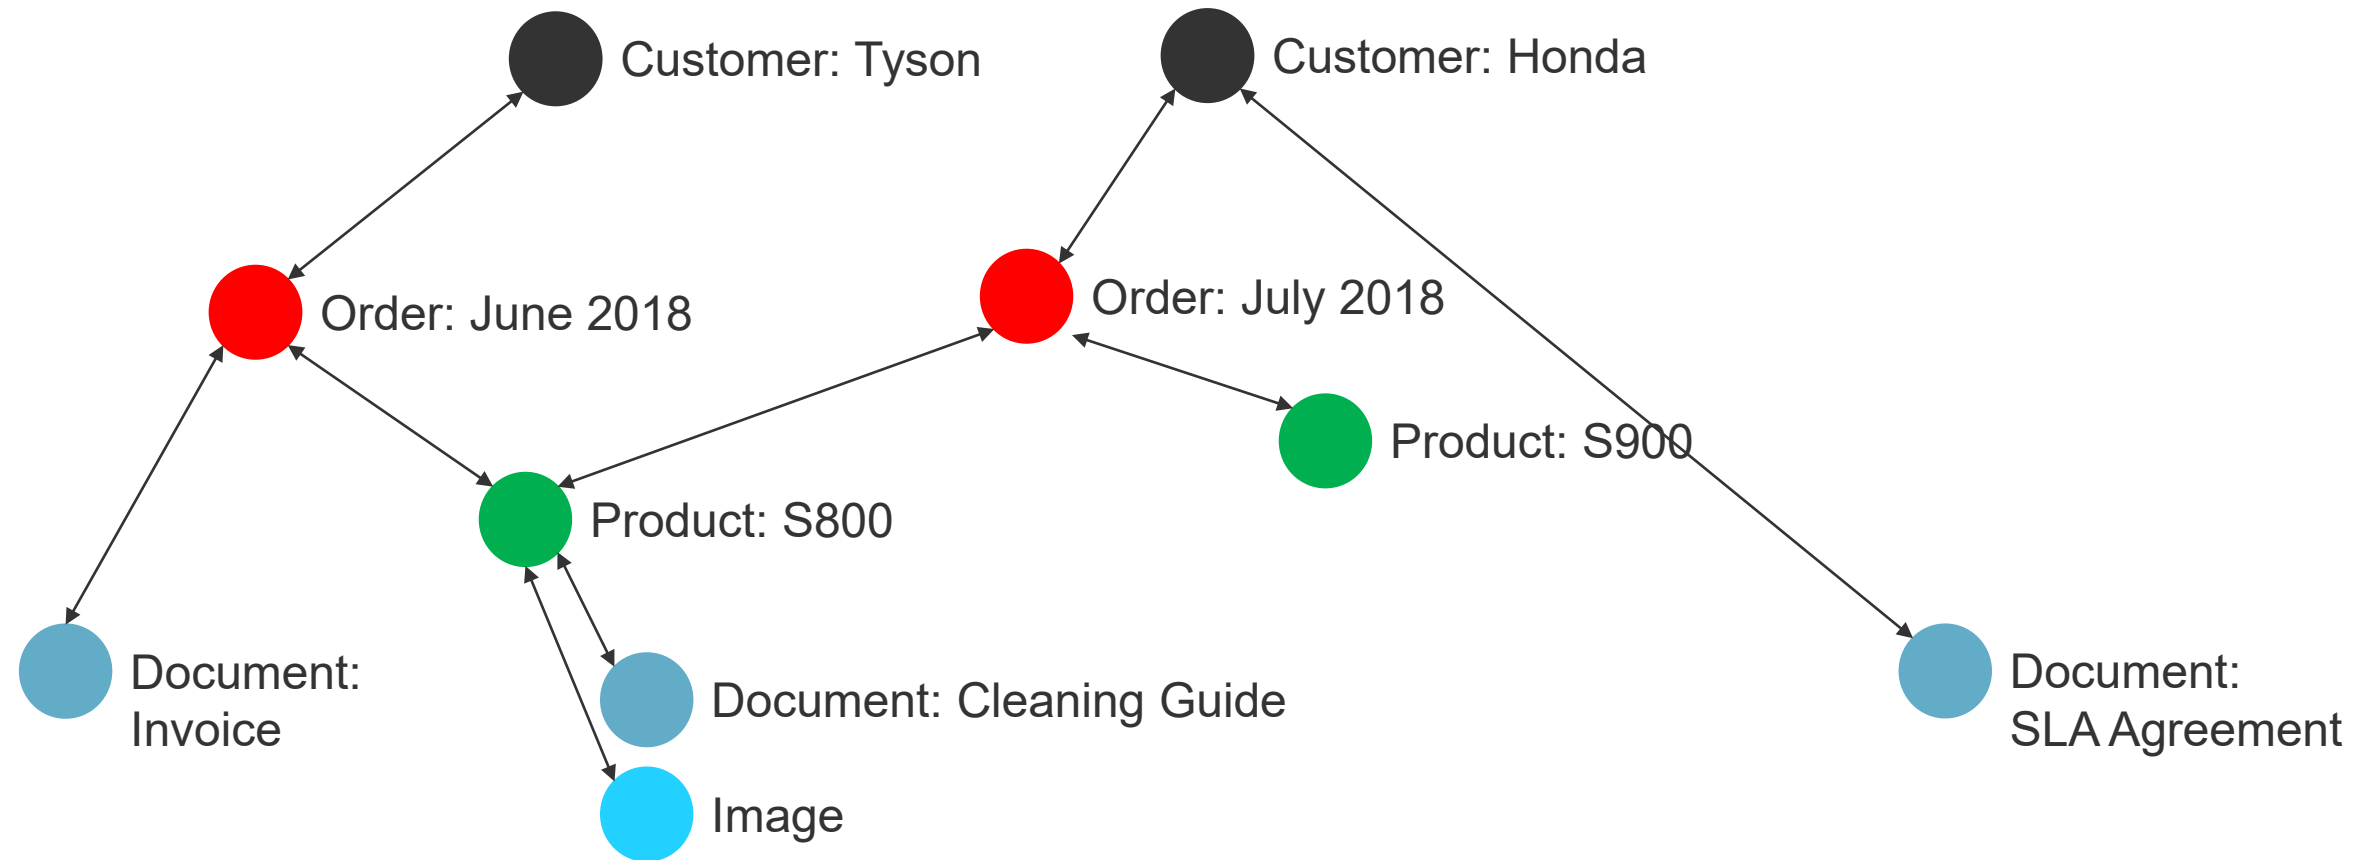 Customer: Tyson
Customer: Honda
Order: June 2018
Order: July 2018
Product: S900
Product: S800
Document:
Invoice
Document: Cleaning Guide
Document:
SLA Agreement
Image